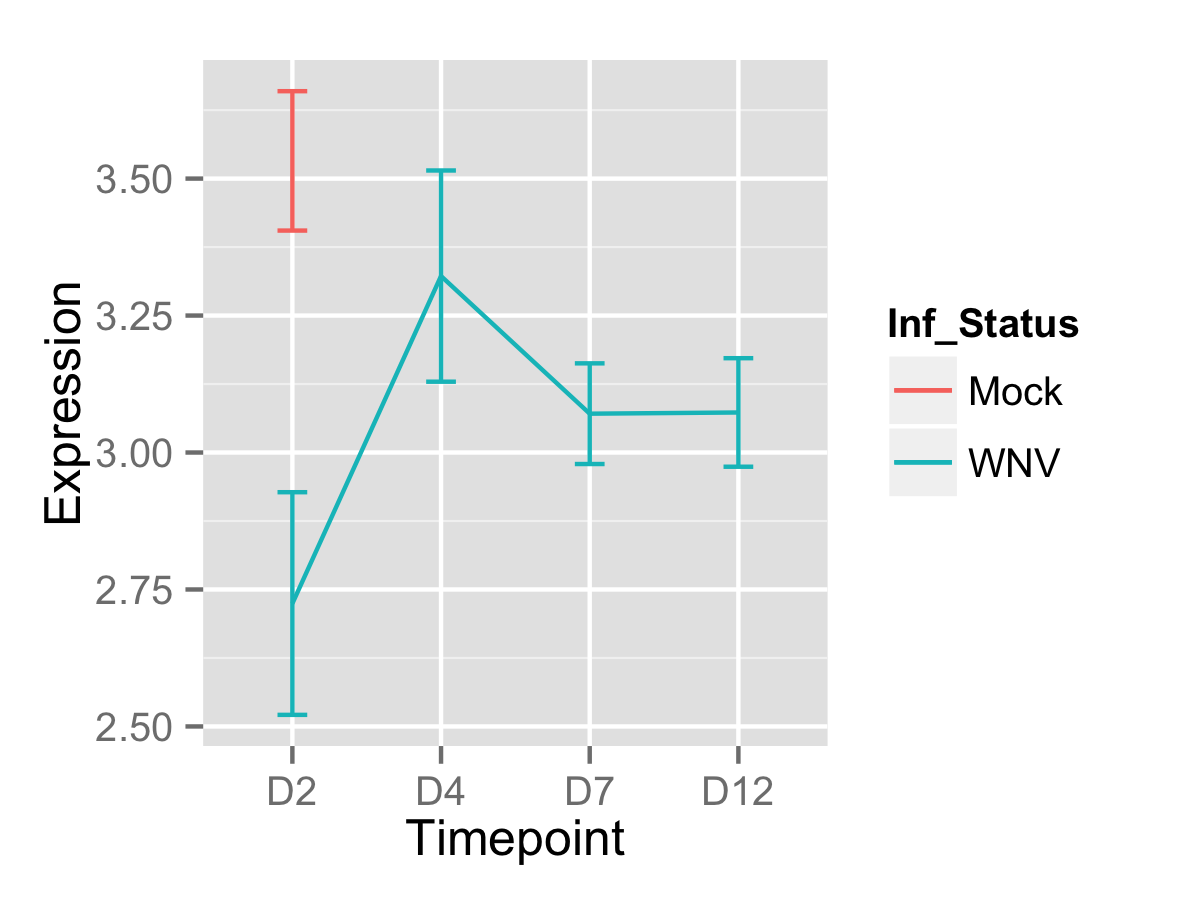 Expression
3.50
3.25
3.00
2.75
2.50
D2 D4 D7 D12
Timepoint
Inf_Status
Mock
WNV